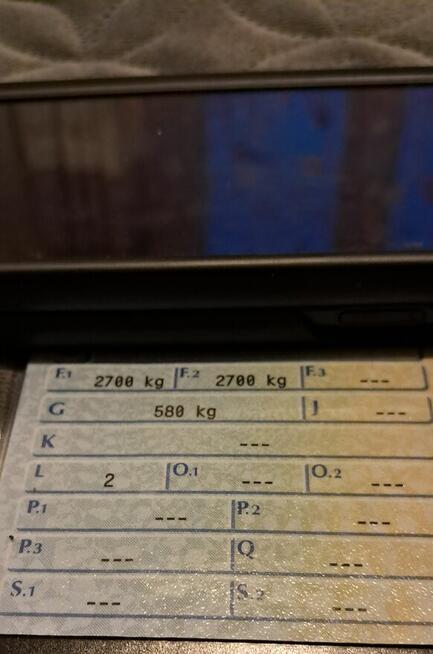 F.1 2700 kg F.2 2700 kg F.3 ---
G 580 kg J ---
K ---
L 2 O.1 --- O.2 ---
P.1 --- P.2 ---
P.3 --- Q ---
S.1 --- S.2 ---